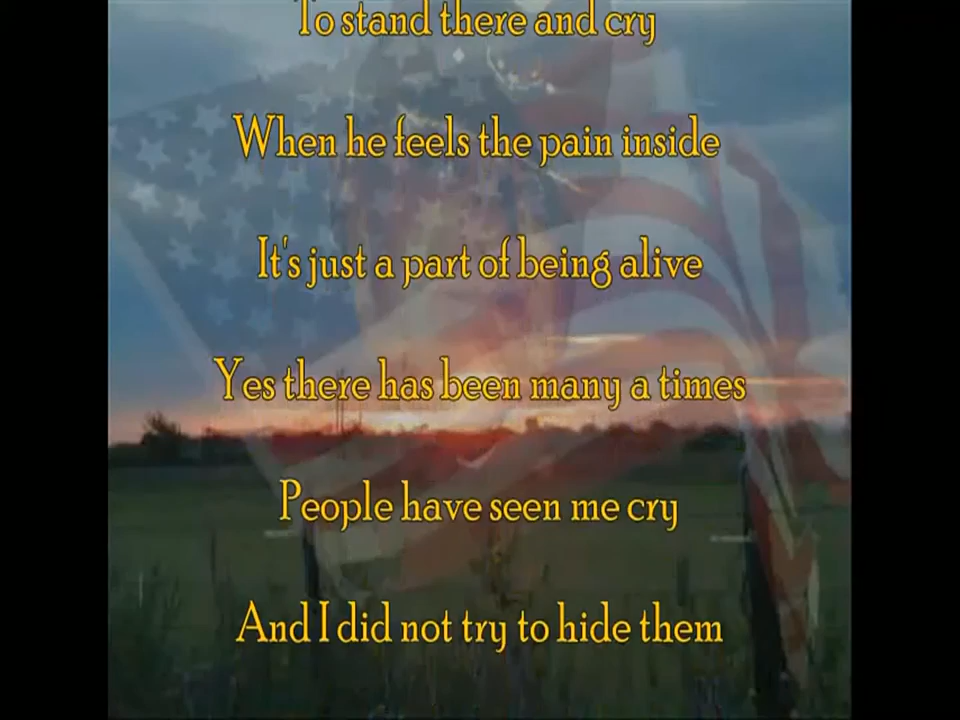 To stand there and cry
When he feels the pain inside
It's just a part of being alive
Yes there has been many a times
People have seen me cry
And I did not try to hide them